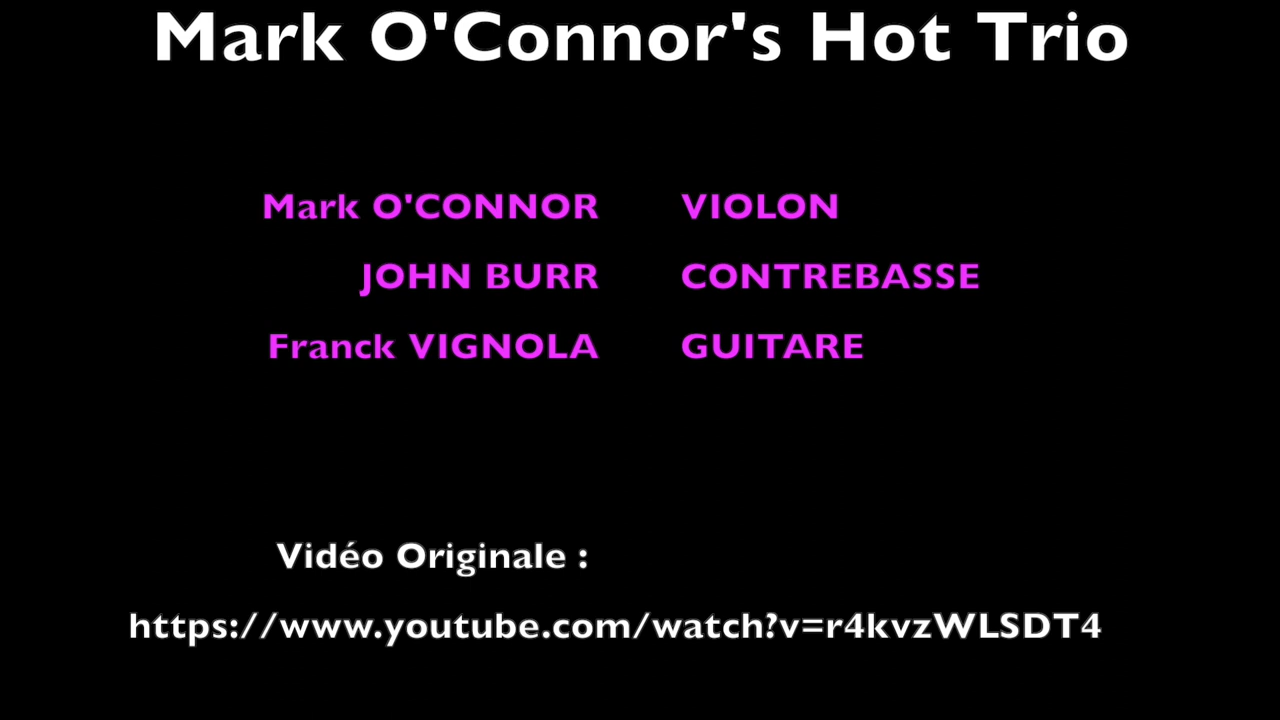 Mark O'Connor's Hot Trio
Mark O'CONNOR VIOLON
JOHN BURR CONTREBASSE
Franck VIGNOLA GUITARE
Vidéo Originale :
https://www.youtube.com/watch?v=r4kvzWLSDT4